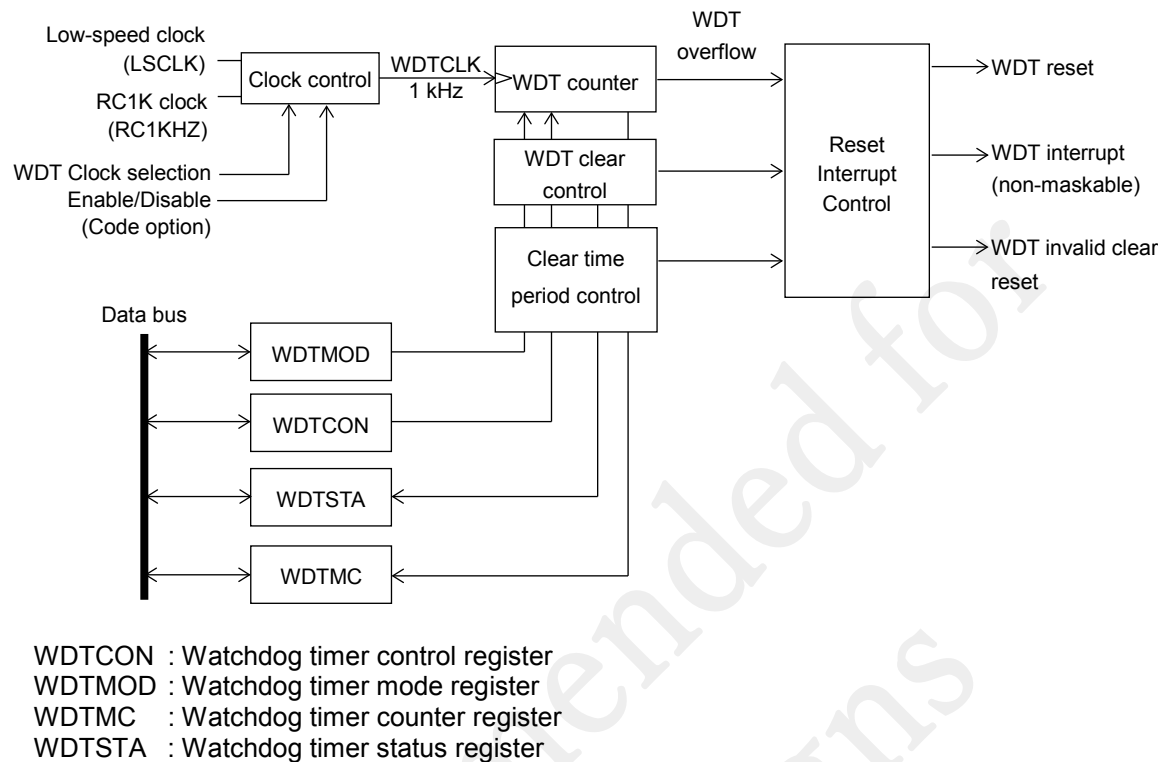 Low-speed clock
(LSCLK)
RC1K clock
(RC1KHZ)
WDT Clock selection
Enable/Disable
(Code option)
Clock control
WDTCLK
1 kHz
WDT counter
WDT clear
control
Clear time
period control
WDT
overflow
Reset
Interrupt
Control
WDT reset
WDT interrupt
(non-maskable)
WDT invalid clear
reset
Data bus
WDTMOD
WDTCON
WDTSTA
WDTMC
WDTCON : Watchdog timer control register
WDTMOD : Watchdog timer mode register
WDTMC : Watchdog timer counter register
WDTSTA : Watchdog timer status register
ended for
ns